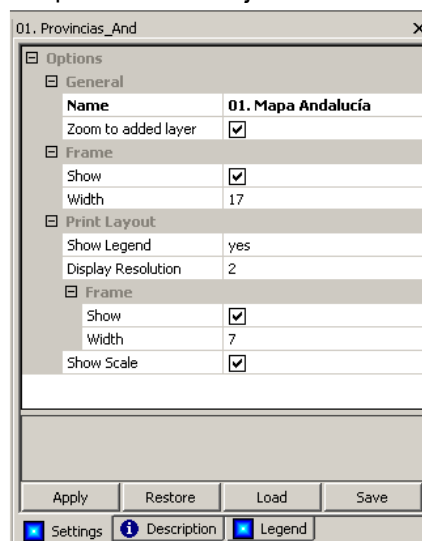 01. Provincias_And
Options
General
Name 01. Mapa Andalucía
Zoom to added layer
Frame
Show
Width 17
Print Layout
Show Legend yes
Display Resolution 2
Frame
Show
Width 7
Show Scale
Apply Restore Load Save
Settings Description Legend